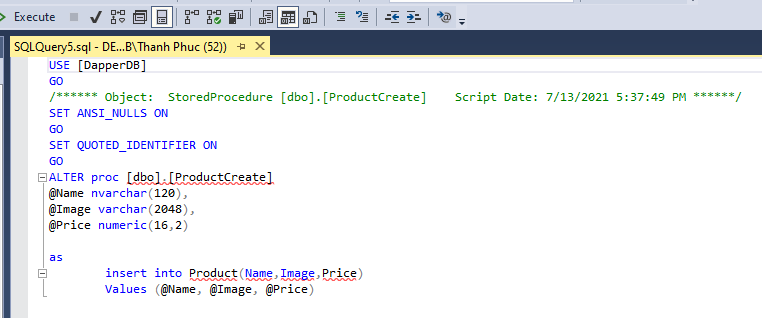 Execute
SQLQuery5.sql - DE...B\Thanh Phuc (52))
USE [DapperDB]
GO
/****** Object:  StoredProcedure [dbo].[ProductCreate]    Script Date: 7/13/2021 5:37:49 PM ******/
SET ANSI_NULLS ON
GO
SET QUOTED_IDENTIFIER ON
GO
ALTER proc [dbo].[ProductCreate]
@Name nvarchar(120),
@Image varchar(2048),
@Price numeric(16,2)
as
insert into Product(Name,Image,Price)
Values (@Name, @Image, @Price)